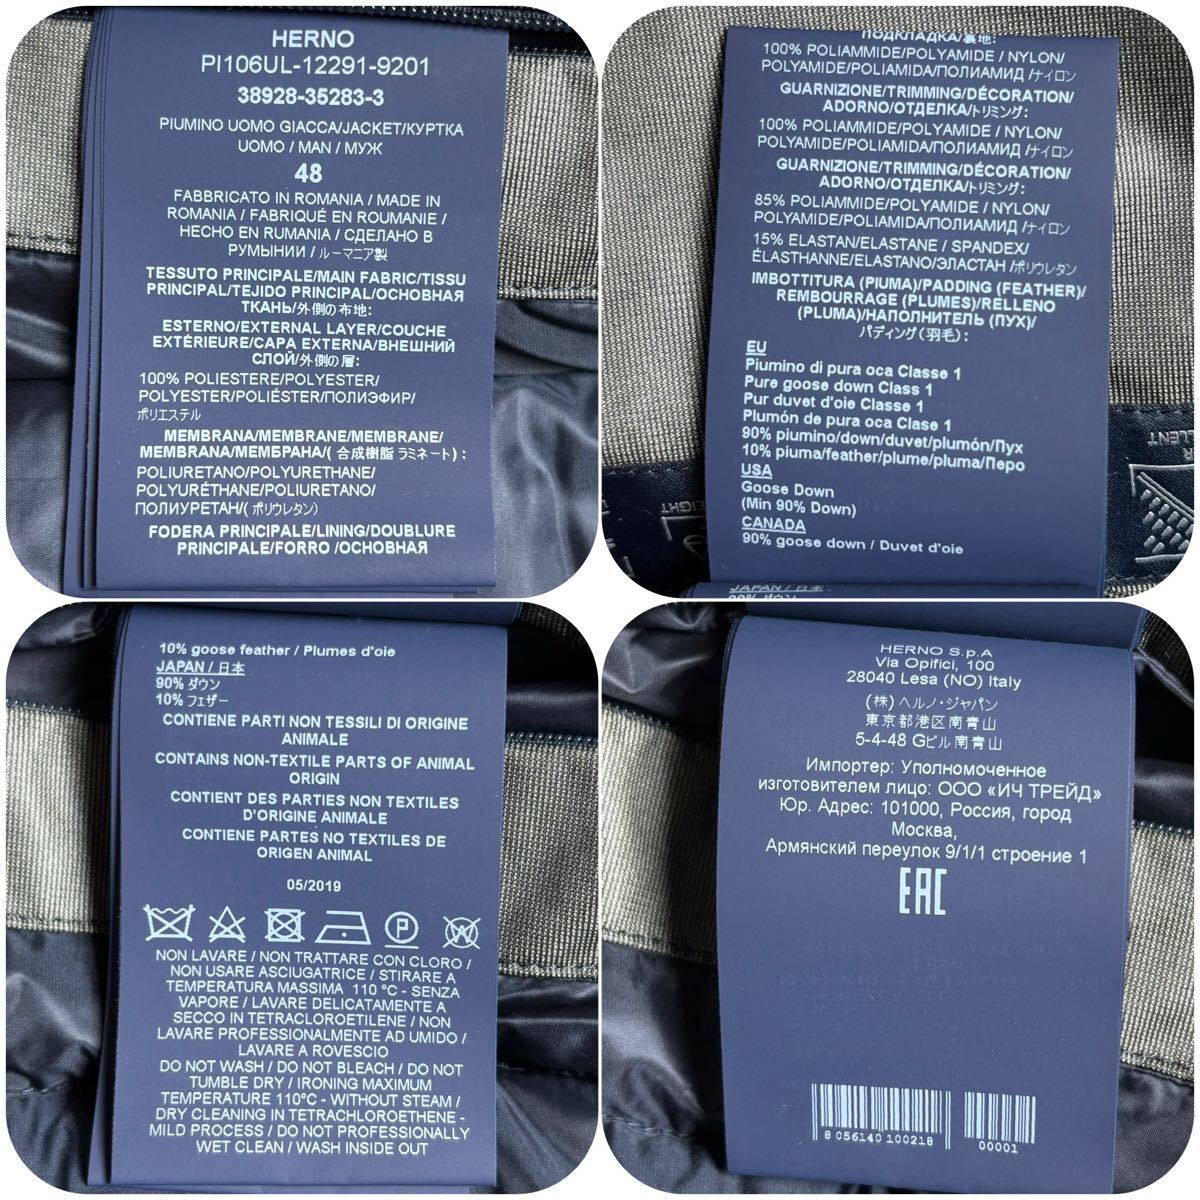 HERNO
PI106UL-12291-9201
38928-35283-3
PIUMINO UOMO GIACCA/JACKET/КУРТКА
UOMO / MAN / МУЖ
48
FABBRICATO IN ROMANIA / MADE IN
ROMANIA / FABRIQUÉ EN ROUMANIE /
HECHO EN RUMANIA / СДЕЛАНО В
РУМЫНИИ / ルーマニア製
TESSUTO PRINCIPALE/MAIN FABRIC/TISSU
PRINCIPAL/TEJIDO PRINCIPAL/ОСНОВНАЯ
ТКАНЬ/外側の布地:
ESTERNO/EXTERNAL LAYER/COUCHE
EXTÉRIEURE/CAPA EXTERNA/ВНЕШНИЙ
СЛОЙ/外側の層:
100% POLIESTERE/POLYESTER/
POLYESTER/POLIÉSTER/ПОЛИЭФИР/
ポリエステル
MEMBRANA/MEMBRANE/MEMBRANE/
MEMBRANA/МЕМБРАНА/( 合成樹脂 ラミネート) :
POLIURETANO/POLYURETHANE/
POLYURÉTHANE/POLIURETANO/
ПОЛИУРЕТАН/( ポリウレタン)
FODERA PRINCIPALE/LINING/DOUBLURE
PRINCIPALE/FORRO /ОСНОВНАЯ
ПОДКЛАДКА/裏地:
100% POLIAMMIDE/POLYAMIDE / NYLON/
POLYAMIDE/POLIAMIDA/ПОЛИАМИД /ナイロン
GUARNIZIONE/TRIMMING/DÉCORATION/
ADORNO/ОТДЕЛКА/トリミング:
100% POLIAMMIDE/POLYAMIDE / NYLON/
POLYAMIDE/POLIAMIDA/ПОЛИАМИД /ナイロン
GUARNIZIONE/TRIMMING/DÉCORATION/
ADORNO/ОТДЕЛКА/トリミング:
85% POLIAMMIDE/POLYAMIDE / NYLON/
POLYAMIDE/POLIAMIDA/ПОЛИАМИД /ナイロン
15% ELASTAN/ELASTANE / SPANDEX/
ÉLASTHANNE/ELASTANO/ЭЛАСТАН /ポリウレタン
IMBOTTITURA (PIUMA)/PADDING (FEATHER)/
REMBOURRAGE (PLUMES)/RELLENO
(PLUMA)/НАПОЛНИТЕЛЬ (ПУХ)/
パディング (羽毛) :
EU
Piumino di pura oca Classe 1
Pure goose down Class 1
Pur duvet d'oie Classe 1
Plumón de pura oca Classe 1
90% piumino/down/duvet/plumón/Пух
10% piuma/feather/plume/pluma/Перо
USA
Goose Down
(Min 90% Down)
CANADA
90% goose down / Duvet d'oie
JAPAN / 日本
90% ダウン
10% goose feather / Plumes d'oie
JAPAN / 日本
90% ダウン
10% フェザー
CONTIENE PARTI NON TESSILI DI ORIGINE
ANIMALE
CONTAINS NON-TEXTILE PARTS OF ANIMAL
ORIGIN
CONTIENT DES PARTIES NON TEXTILES
D'ORIGINE ANIMALE
CONTIENE PARTES NO TEXTILES DE
ORIGEN ANIMAL
05/2019
P
W
NON LAVARE / NON TRATTARE CON CLORO /
NON USARE ASCIUGATRICE / STIRARE A
TEMPERATURA MASSIMA 110 °C - SENZA
VAPORE / LAVARE DELICATAMENTE A
SECCO IN TETRACLOROETILENE / NON
LAVARE PROFESSIONALMENTE AD UMIDO /
LAVARE A ROVESCIO
DO NOT WASH / DO NOT BLEACH / DO NOT
TUMBLE DRY / IRONING MAXIMUM
TEMPERATURE 110°C - WITHOUT STEAM /
DRY CLEANING IN TETRACHLOROETHENE -
MILD PROCESS / DO NOT PROFESSIONALLY
WET CLEAN / WASH INSIDE OUT
HERNO S.p.A
Via Opifici, 100
28040 Lesa (NO) Italy
(株) ヘルノ・ジャパン
東京都港区南青山
5-4-48 Gビル南青山
Импортер: Уполномоченное
изготовителем лицо: ООО «ИЧ ТРЕЙД»
Юр. Адрес: 101000, Россия, город
Москва,
Армянский переулок 9/1/1 строение 1
EAC
8 056140 100218
00001